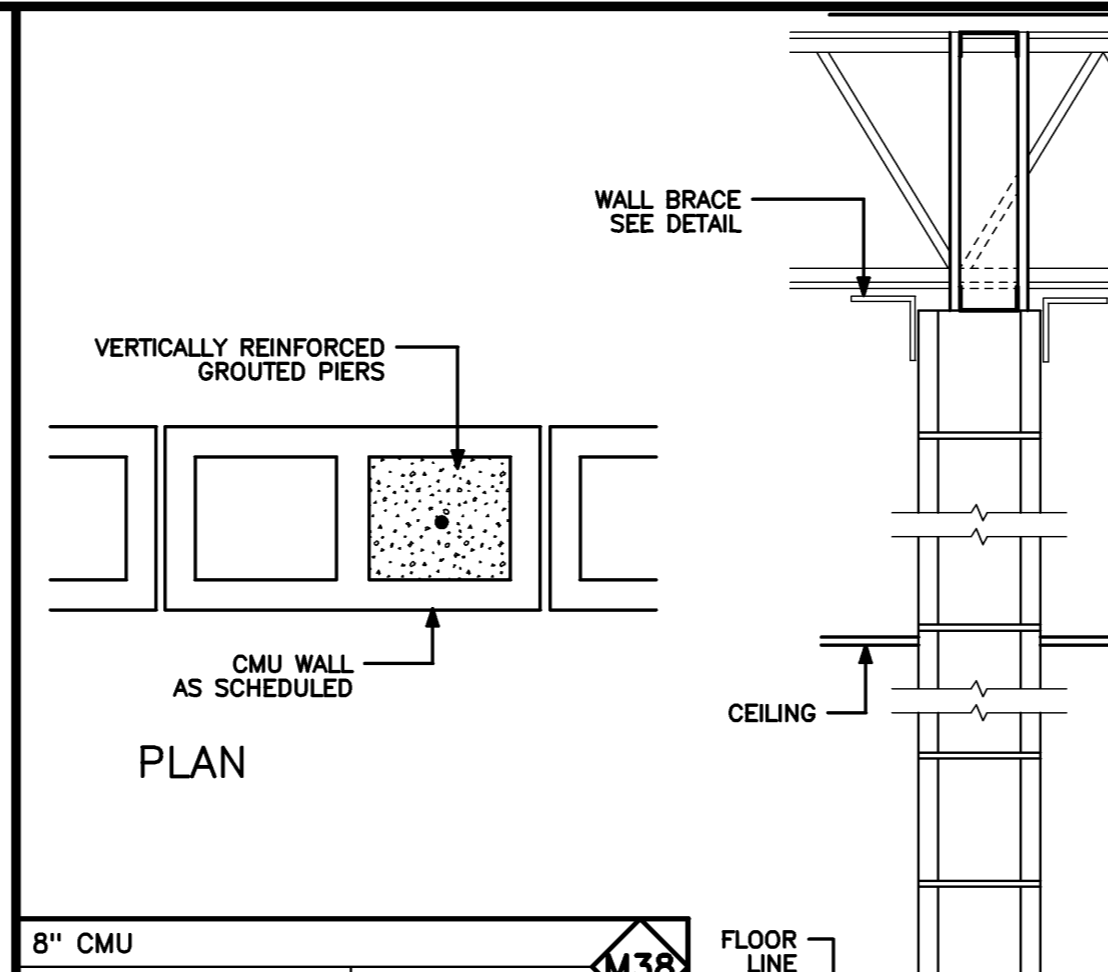 WALL BRACE
SEE DETAIL
VERTICALLY REINFORCED
GROUTED PIERS
CMU WALL
AS SCHEDULED
CEILING
PLAN
8" CMU
M38
FLOOR
LINE